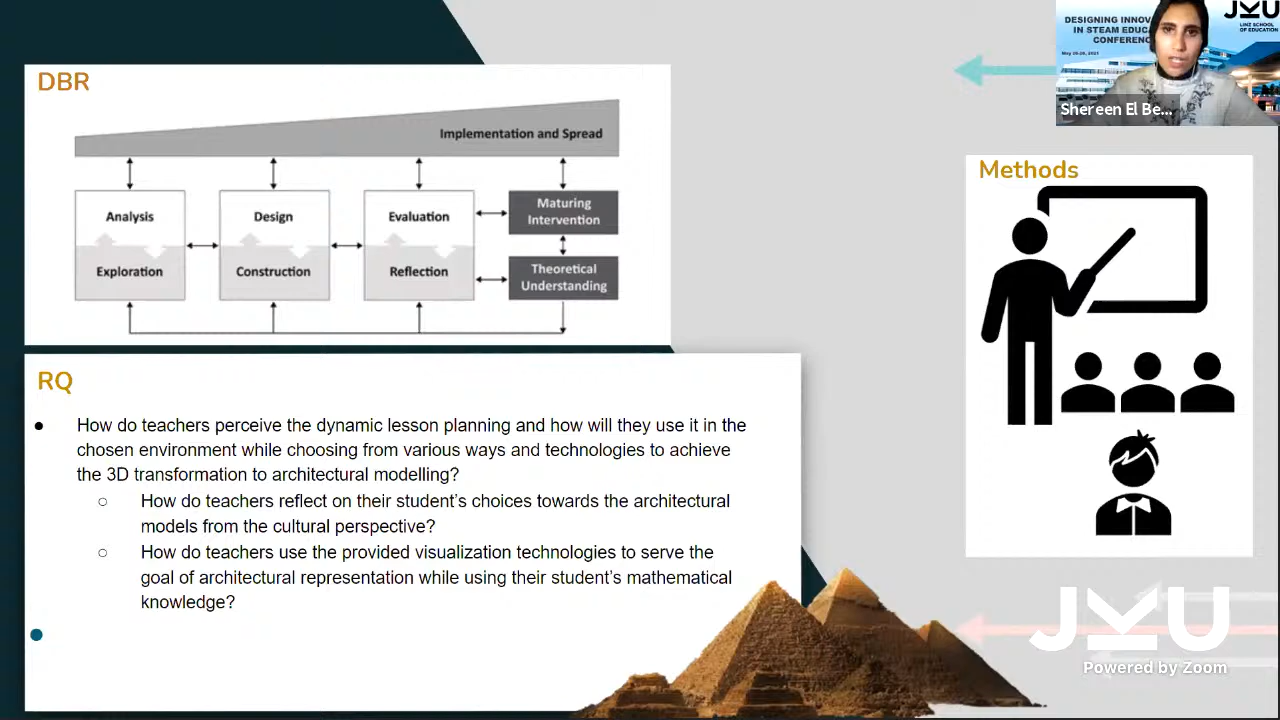 DBR
Implementation and Spread
Analysis
Exploration
Design
Construction
Evaluation
Reflection
Maturing
Intervention
Theoretical
Understanding
RQ
How do teachers perceive the dynamic lesson planning and how will they use it in the
chosen environment while choosing from various ways and technologies to achieve
the 3D transformation to architectural modelling?
How do teachers reflect on their student’s choices towards the architectural
models from the cultural perspective?
How do teachers use the provided visualization technologies to serve the
goal of architectural representation while using their student’s mathematical
knowledge?
DESIGNING
IN STEAM
JKU
LINZ SCHOOL
OF EDUCATION
Shereen El Be...
Methods
JKU
Powered by Zoom